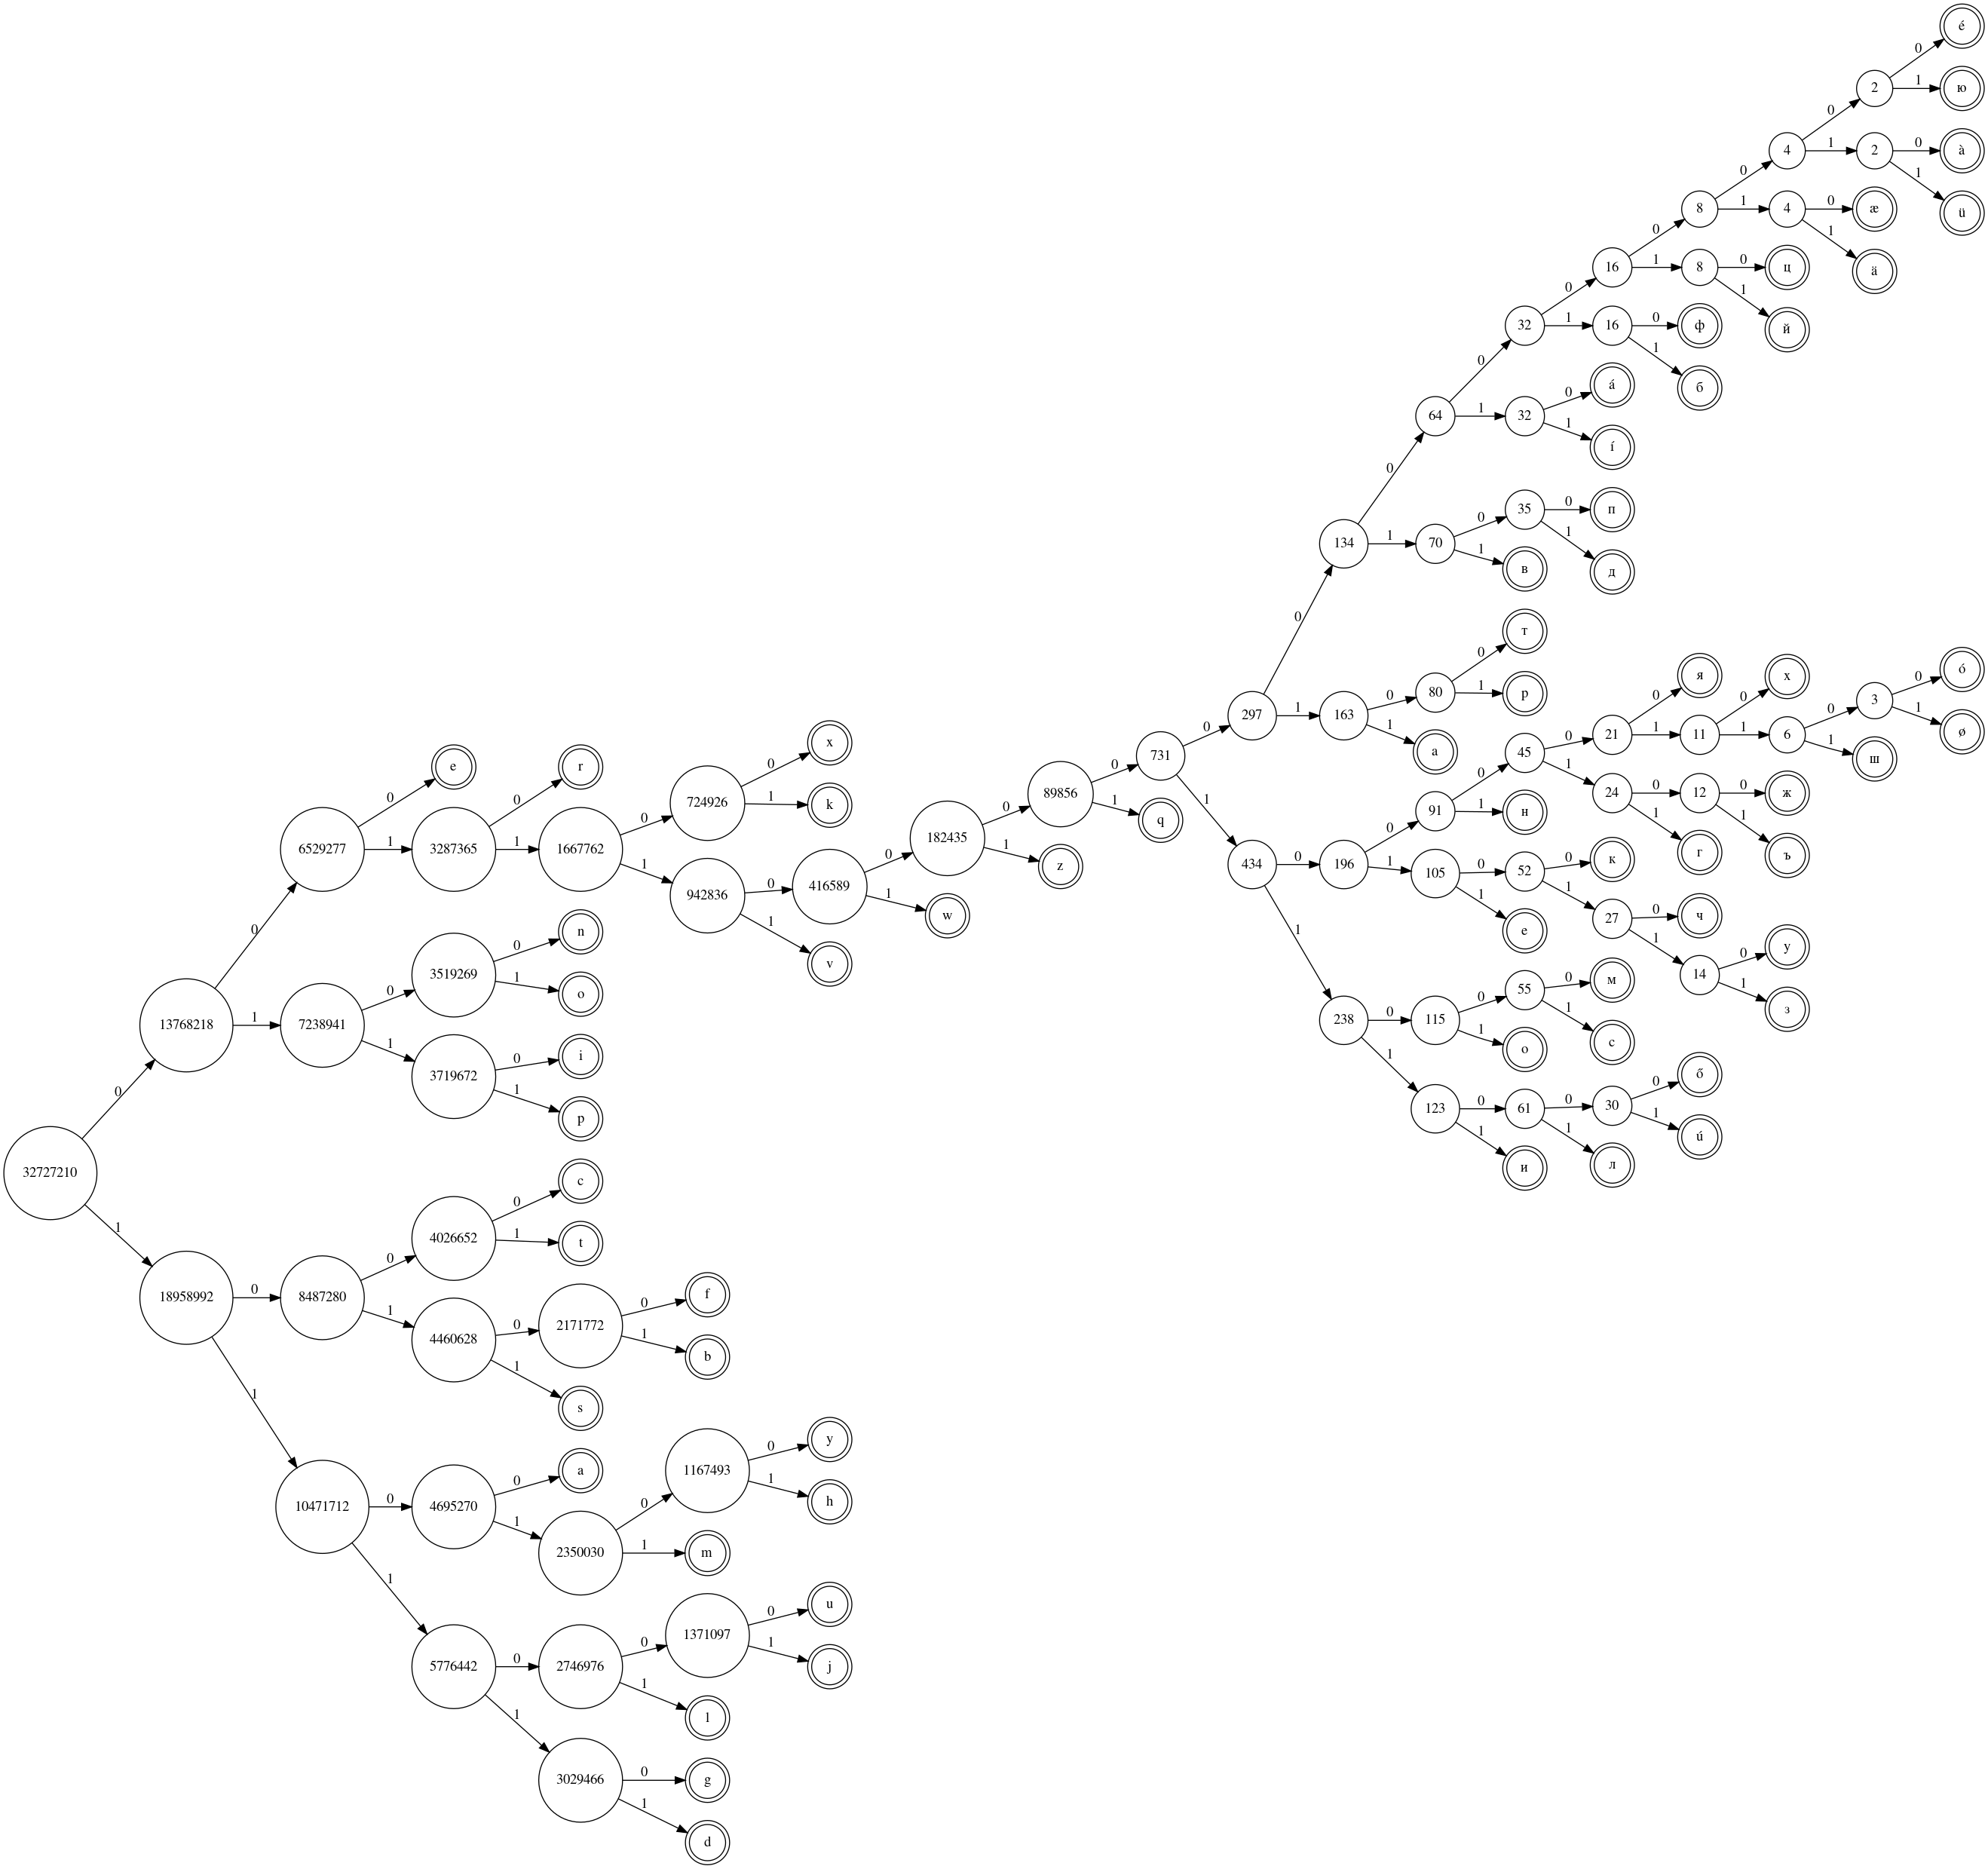 é
0
2 1 ю
0
4 1 2 0 à
0 1
8 1 4 0 æ ü
0 1
16 1 8 0 ц ä
0 1
32 1 16 0 ф й
0 1
б
64 1 32 0 á
1
í
0
35 0 п
0 1
134 1 70 1 в д
0
т
0
80 1 р
0
297 1 163 1 а
я х ó
0 0 0
3 1 ø
0
21 1 11 1 6 1 ш
0
45 1 24 0 12 0 ж
0 1 1
91 1 н г ъ
0
434 0 196 1 105 0 52 0 к
1 1
е 27 0 ч
1
14 0 у
1
з
1
238 0 115 0 55 0 м
1 1
о с
1
123 0 61 0 30 0 ő
1 1 1
и л ú
e r x
0 0 0
724926 1 k
0
6529277 1 3287365 1 1667762
1
942836 0 416589 0 182435 0 89856 0 731
1 1 1 1 1
v w z q
0
n
0
3519269 1 o
0
13768218 1 7238941
1
3719672 0 i
1
p
0
32727210
1
c
0
4026652 1 t
0
18958992 0 8487280
1
4460628 0 2171772 0 f
1 1
s b
1
a y
0 0
1167493 1 h
0
10471712 0 4695270 1 2350030 1 m
1
u
0
1371097 1 j
0
5776442 0 2746976 1 l
1
3029466 0 g
1
d